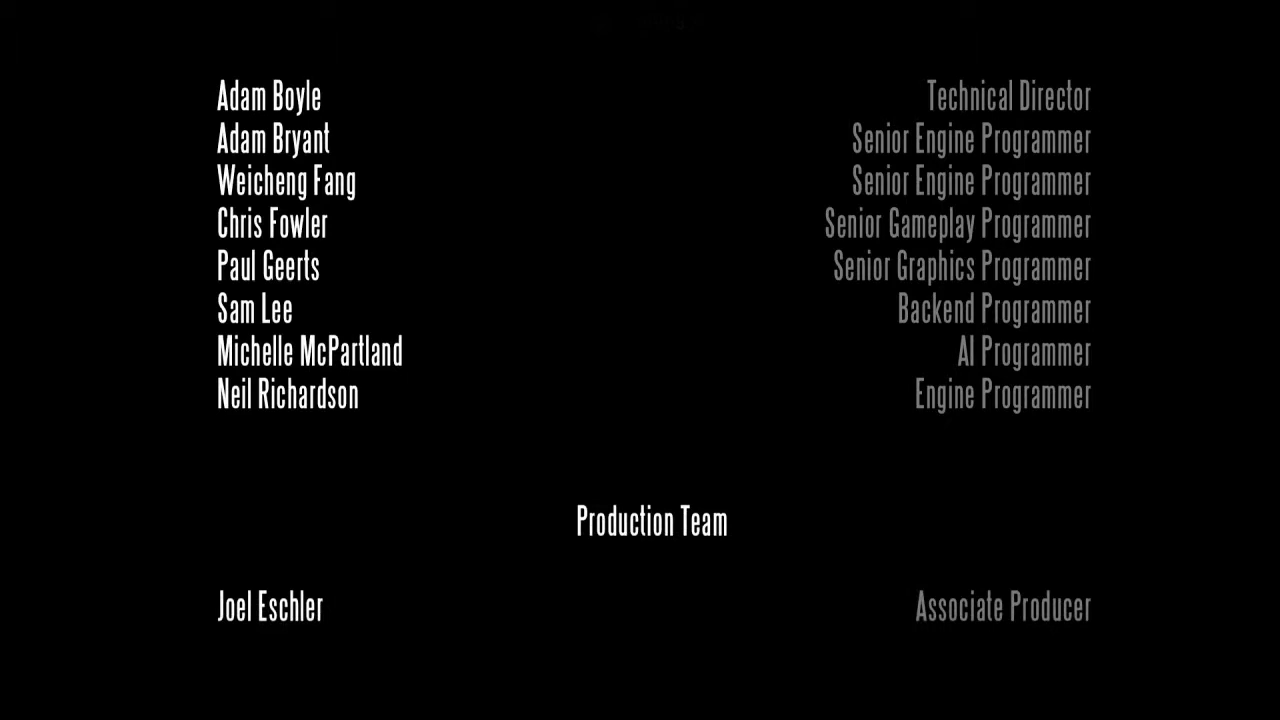 Adam Boyle Technical Director
Adam Bryant Senior Engine Programmer
Weicheng Fang Senior Engine Programmer
Chris Fowler Senior Gameplay Programmer
Paul Geerts Senior Graphics Programmer
Sam Lee Backend Programmer
Michelle McPartland AI Programmer
Neil Richardson Engine Programmer
Production Team
Joel Eschler Associate Producer